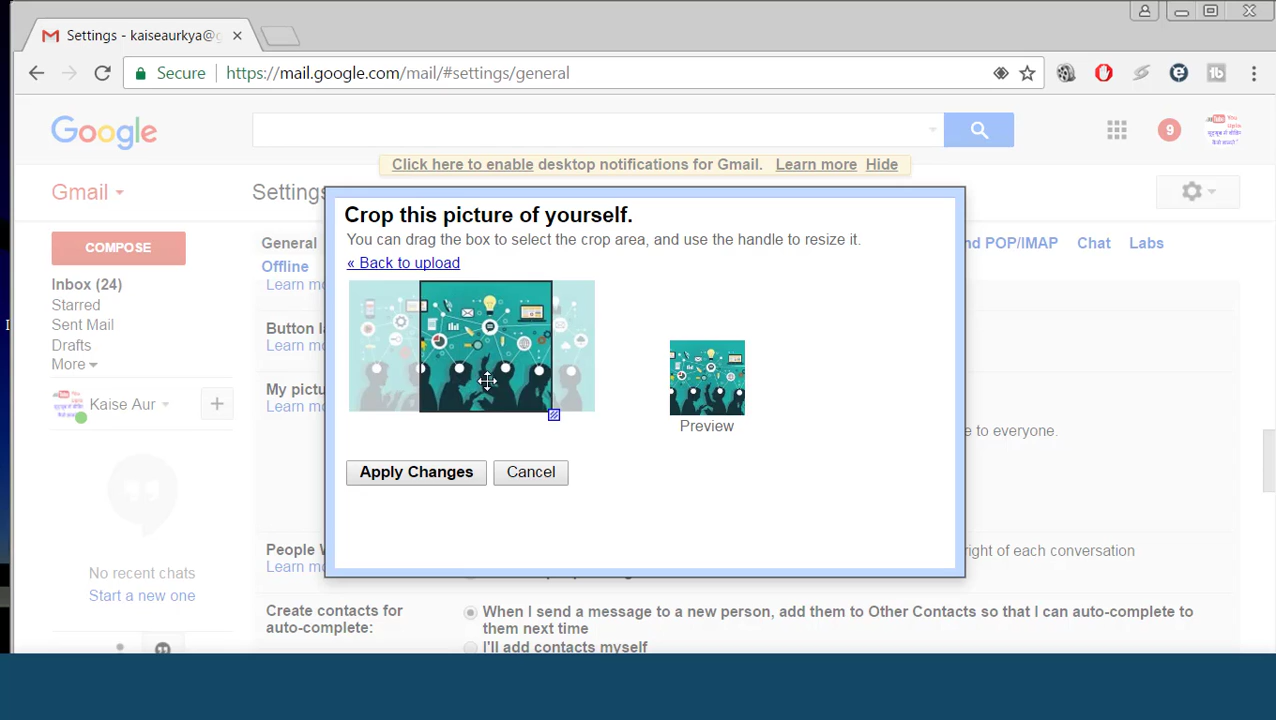 Settings - kaiseaurkya@g
Secure
https://mail.google.com/mail/#settings/general
Google
9
Click here to enable desktop notifications for Gmail. Learn more Hide
Gmail
Settings
Crop this picture of yourself.
You can drag the box to select the crop area, and use the handle to resize it.
« Back to upload
COMPOSE
General
nd POP/IMAP
Chat
Labs
Offline
Learn mo
Inbox (24)
Starred
Sent Mail
Drafts
More
Button la
Learn mo
My pictur
Learn mo
Kaise Aur
Preview
e to everyone.
Apply Changes
Cancel
People W
Learn mo
right of each conversation
No recent chats
Start a new one
Create contacts for
auto-complete:
When I send a message to a new person, add them to Other Contacts so that I can auto-complete to
them next time
I'll add contacts myself